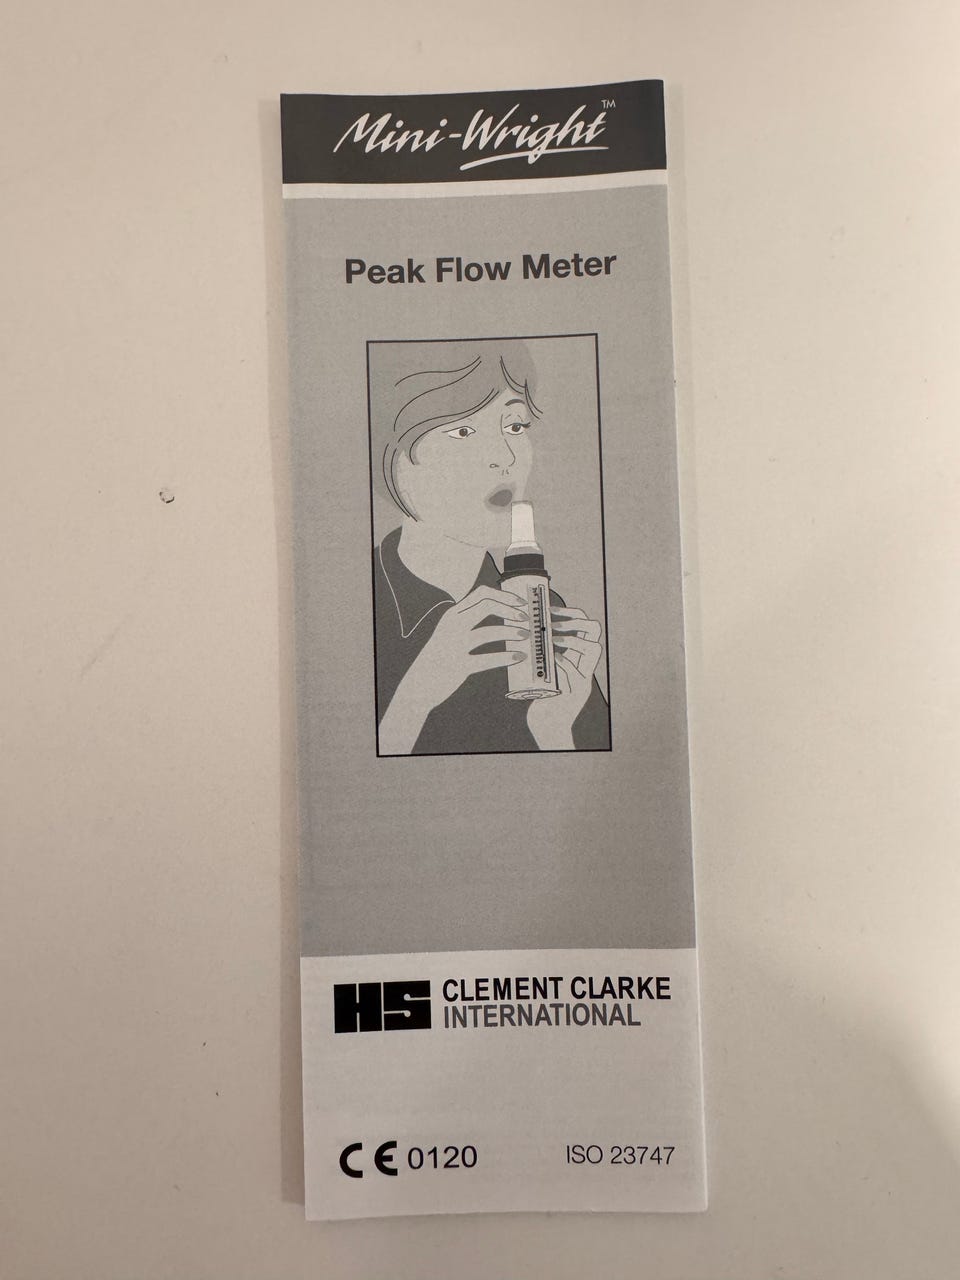 Mini-Wright™
Peak Flow Meter
HS CLEMENT CLARKE
INTERNATIONAL
CE 0120 ISO 23747